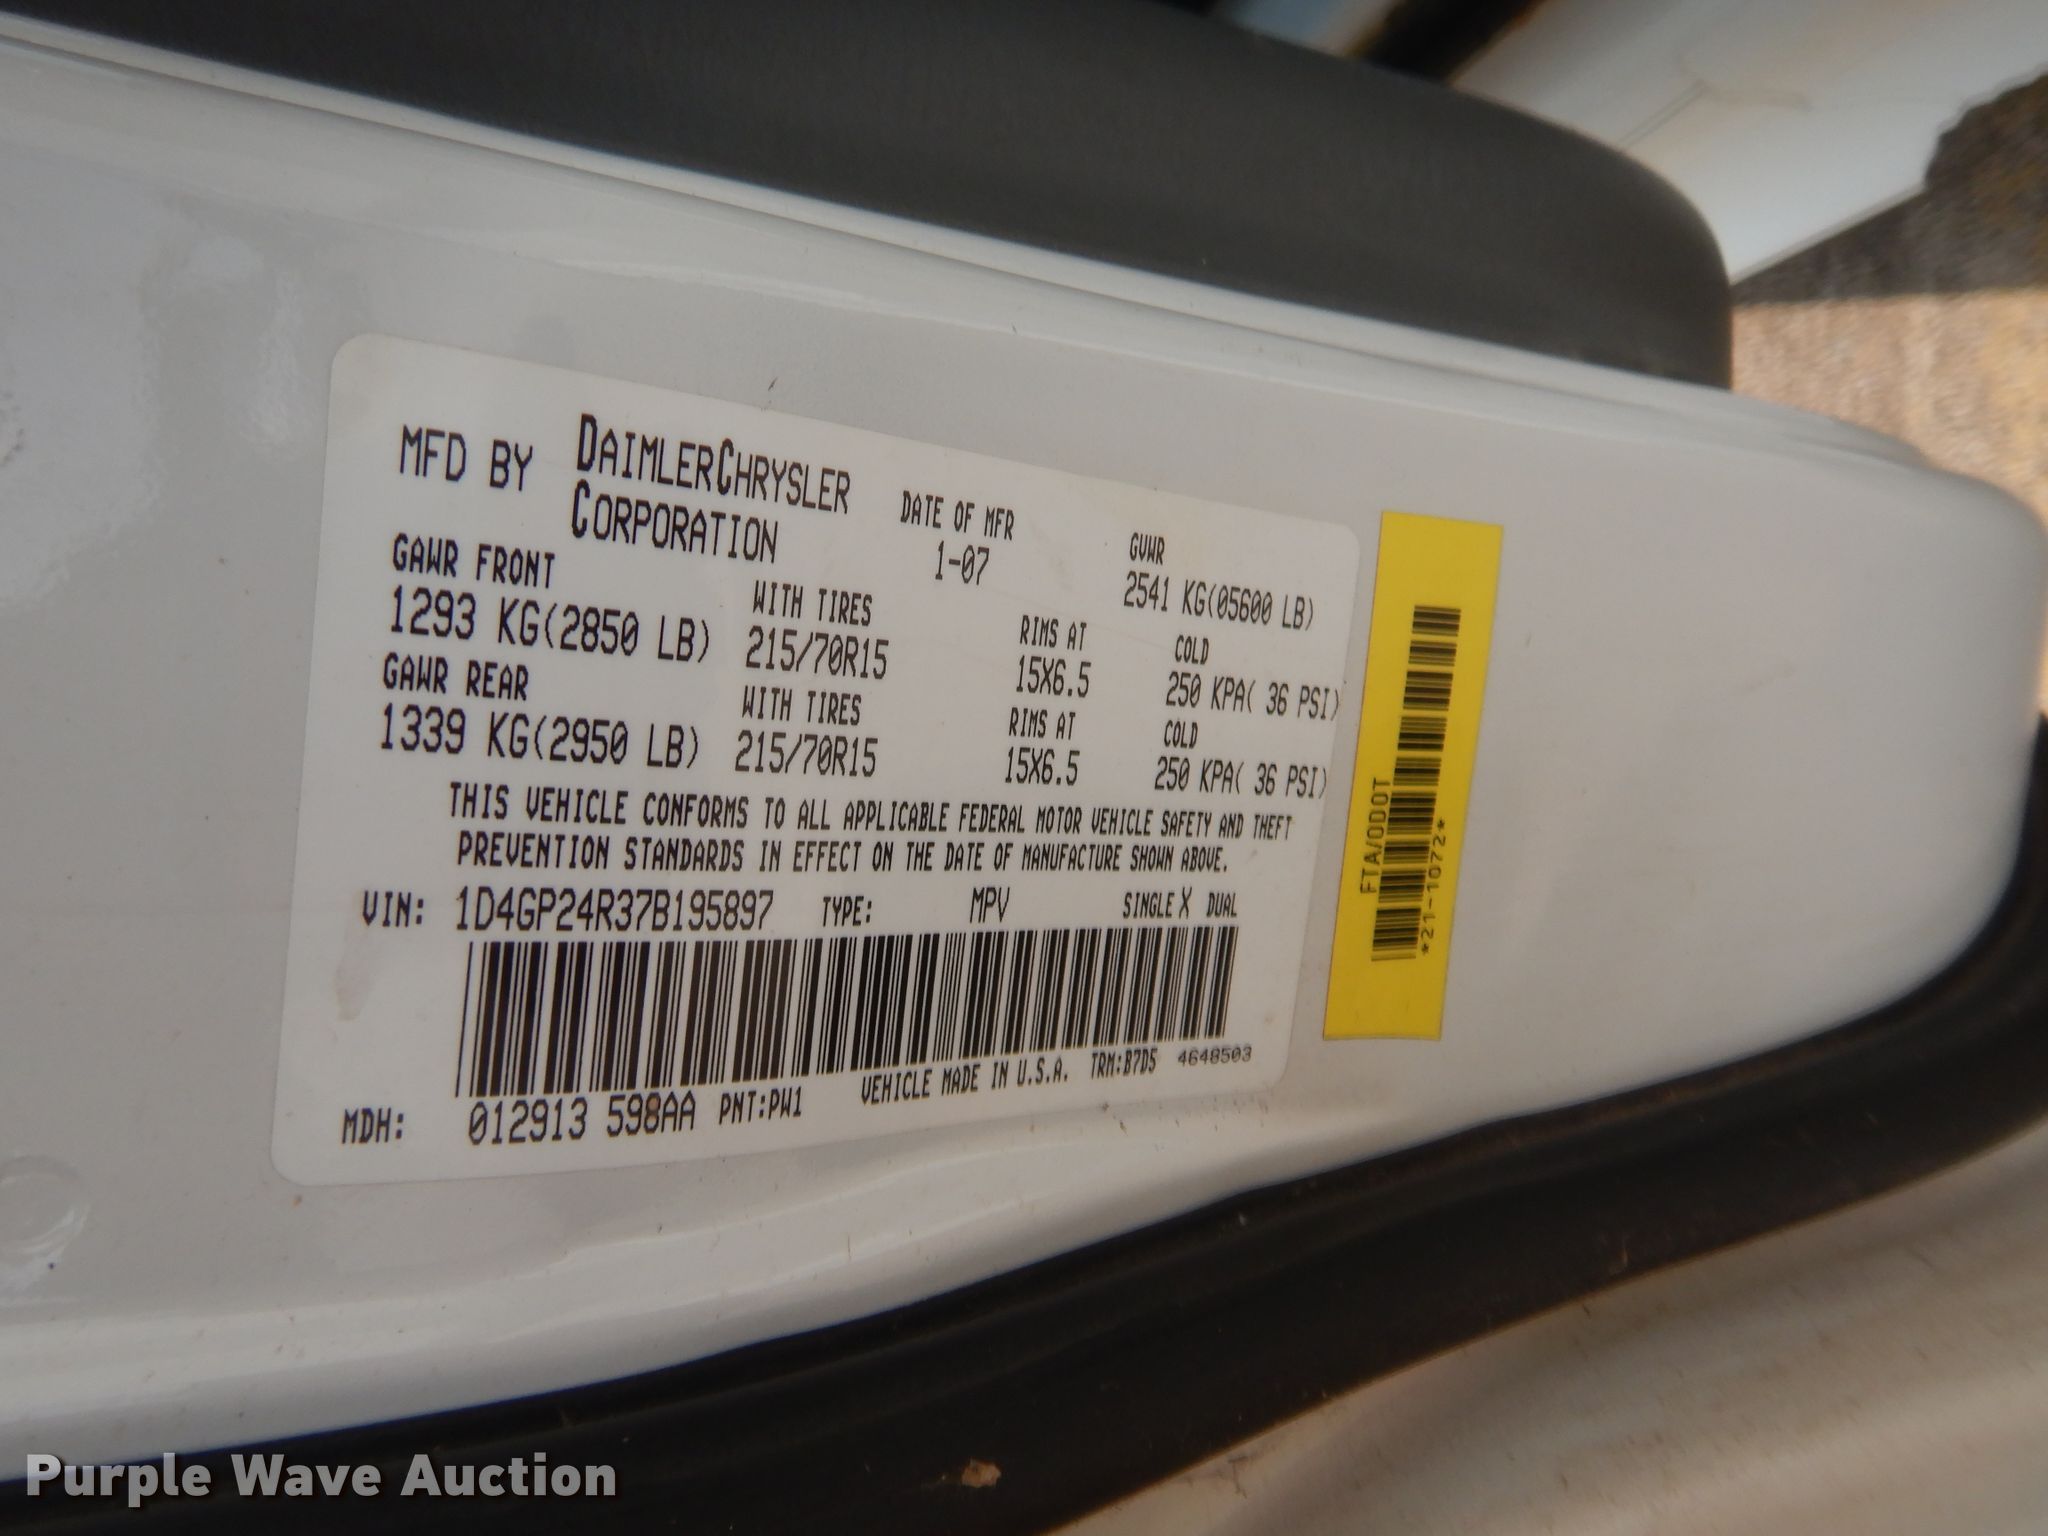 MFD BY DAIMLERCHRYSLER
CORPORATION
DATE OF MFR
1-07
GVWR
2541 KG(05600 LB)
GAWR FRONT
1293 KG(2850 LB)
WITH TIRES
215/70R15
RIMS AT
15X6.5
COLD
250 KPA( 36 PSI)
GAWR REAR
1339 KG(2950 LB)
WITH TIRES
215/70R15
RIMS AT
15X6.5
COLD
250 KPA( 36 PSI)
THIS VEHICLE CONFORMS TO ALL APPLICABLE FEDERAL MOTOR VEHICLE SAFETY AND THEFT
PREVENTION STANDARDS IN EFFECT ON THE DATE OF MANUFACTURE SHOWN ABOVE.
VIN: 1D4GP24R37B195897 TYPE: MPV SINGLE X DUAL
MDH: 012913 598AA PNT:PW1 VEHICLE MADE IN U.S.A. TRM:B7D5 4648503
FTA/ODOT
*21-1072*
Purple Wave Auction